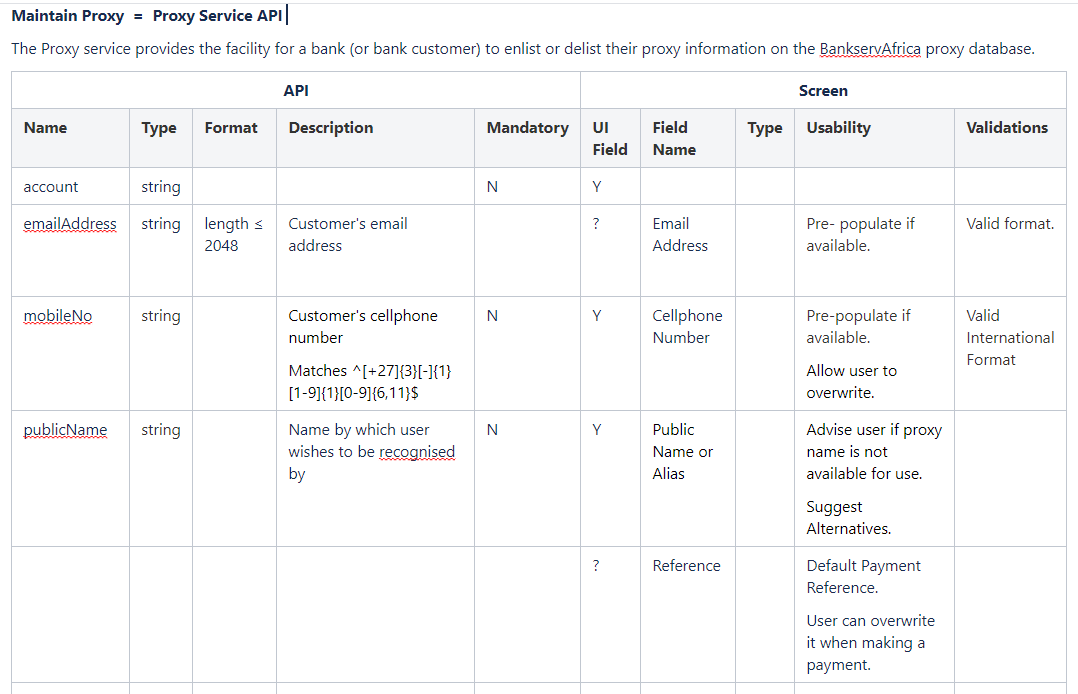 Maintain Proxy = Proxy Service API
The Proxy service provides the facility for a bank (or bank customer) to enlist or delist their proxy information on the BankservAfrica proxy database.
API Screen
Name Type Format Description Mandatory UI Field Field Name Type Usability Validations
account string N Y
emailAddress string length ≤ 2048 Customer's email address ? Email Address Pre- populate if available. Valid format.
mobileNo string Customer's cellphone number N Y Cellphone Number Pre-populate if available. Valid International Format
Matches ^[+27]{3}[-]{1}[1-9]{1}[0-9]{6,11}$ Allow user to overwrite.
publicName string Name by which user wishes to be recognised by N Y Public Name or Alias Advise user if proxy name is not available for use.
Suggest Alternatives.
? Reference Default Payment Reference.
User can overwrite it when making a payment.